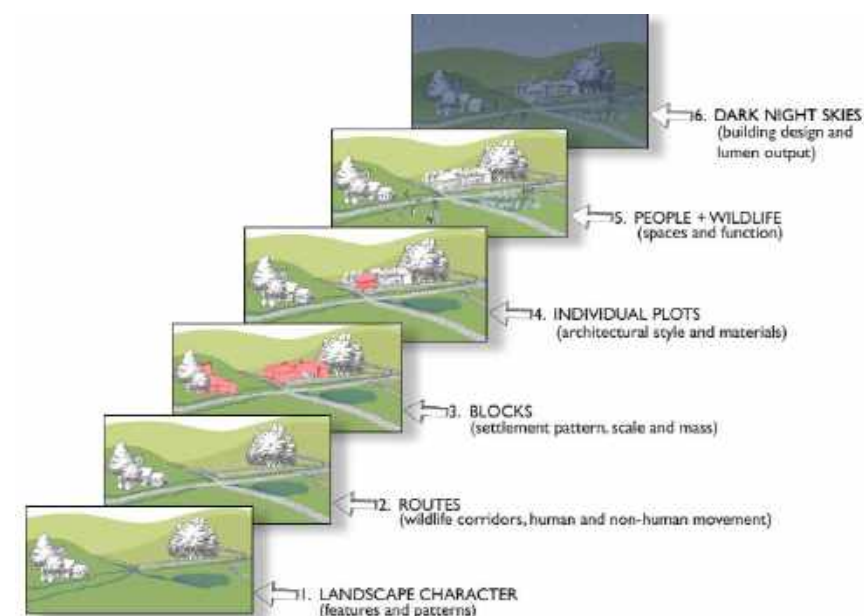 6. DARK NIGHT SKIES
(building design and
lumen output)
5. PEOPLE + WILDLIFE
(spaces and function)
4. INDIVIDUAL PLOTS
(architectural style and materials)
3. BLOCKS
(settlement pattern, scale and mass)
2. ROUTES
(wildlife corridors, human and non-human movement)
1. LANDSCAPE CHARACTER
(features and patterns)